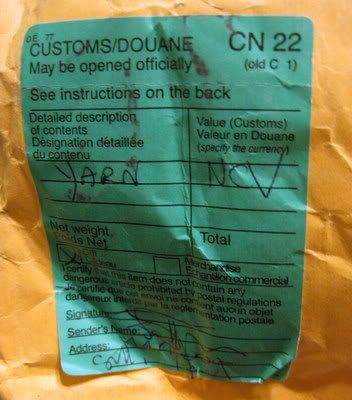 O.E. 77
CUSTOMS/DOUANE CN 22
May be opened officially (old C 1)
See instructions on the back
Detailed description of contents
Désignation détaillée du contenu
Value (Customs)
Valeur en Douane
(specify the currency)
YARN NCV
Net weight
Poids Net
Total
Merchandise
Echantillon commercial
I certify that this item does not contain any
dangerous article prohibited by postal regulations
Je certifie que cet envoi ne contient aucun objet
dangereux interdit par la réglementation postale
Signature
Sender's Name:
Address: